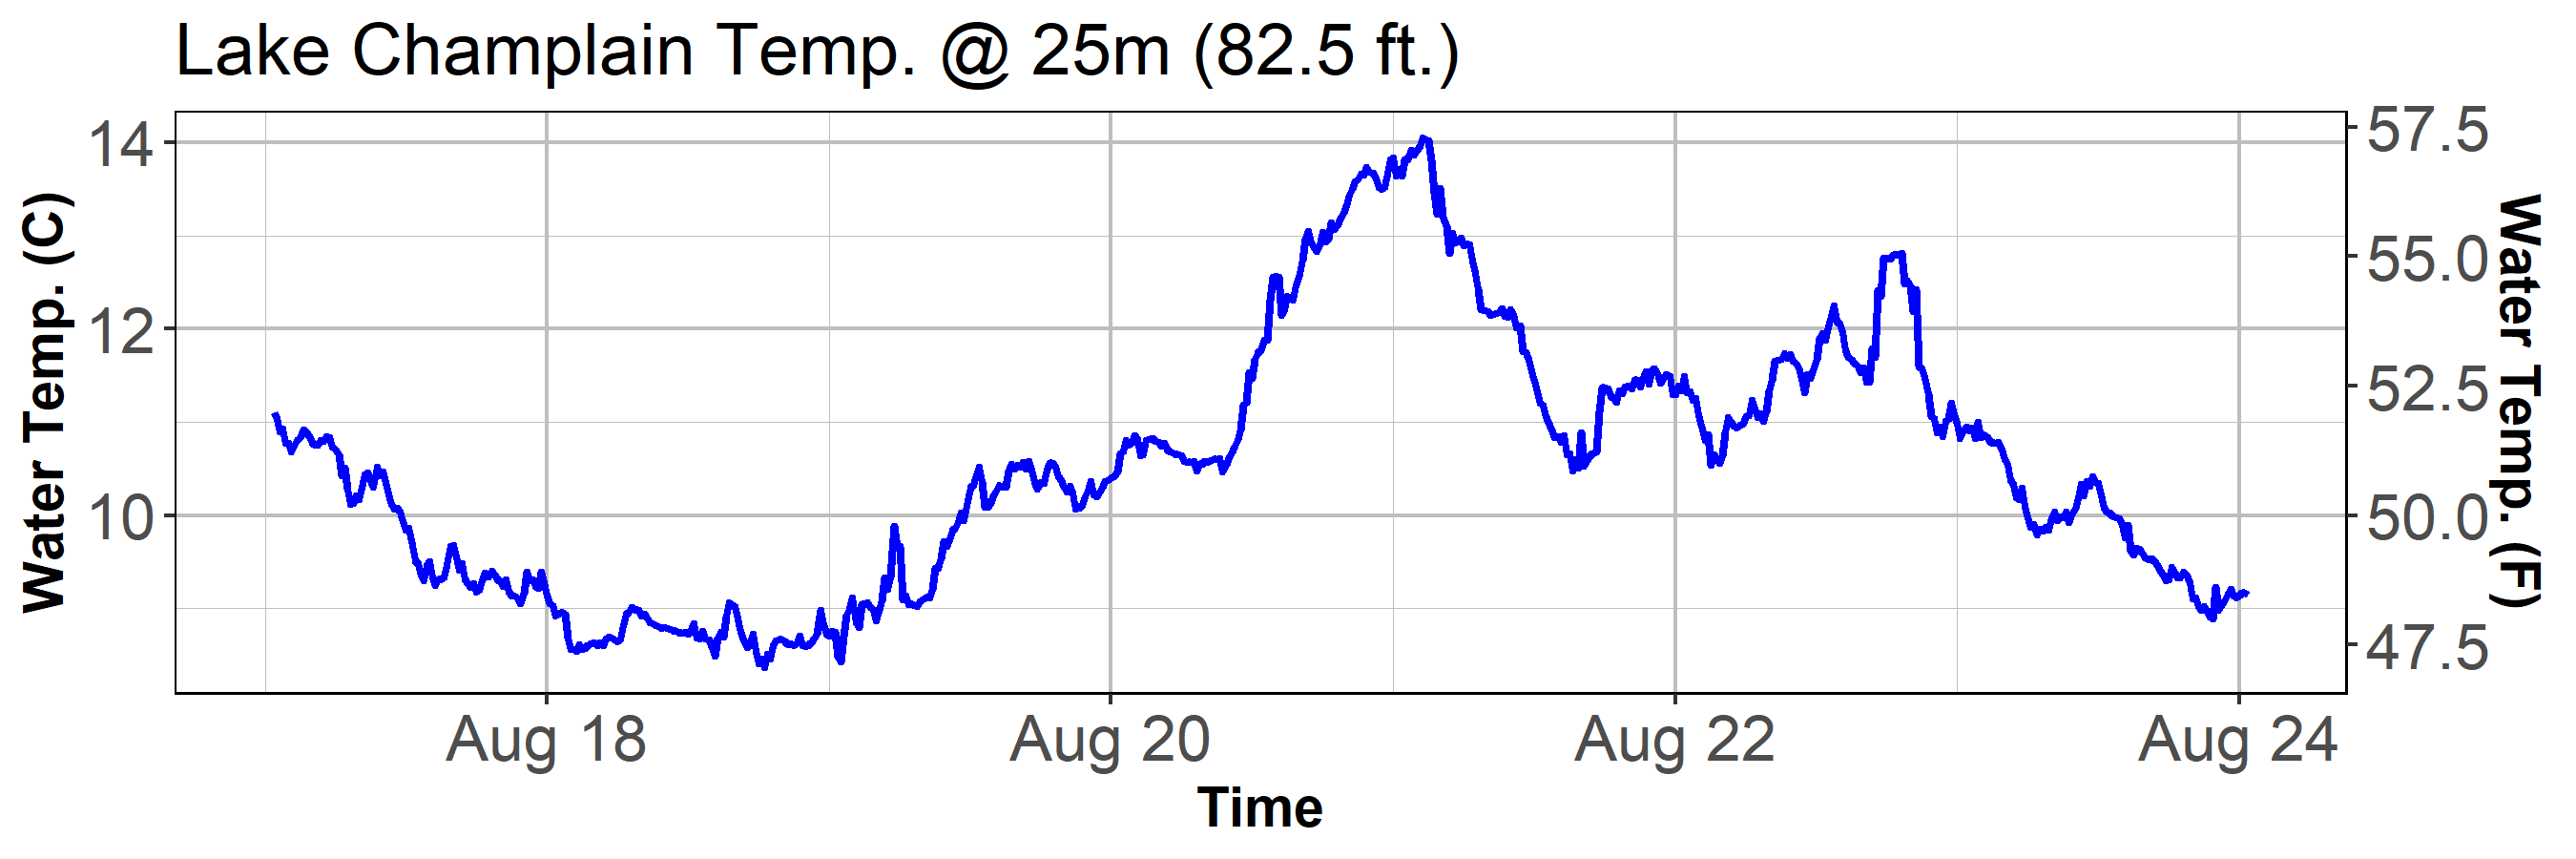 Lake Champlain Temp. @ 25m (82.5 ft.)
Water Temp. (C)
14
12
10
57.5
55.0
52.5
50.0
47.5
Water Temp. (F)
Aug 18
Aug 20
Aug 22
Aug 24
Time